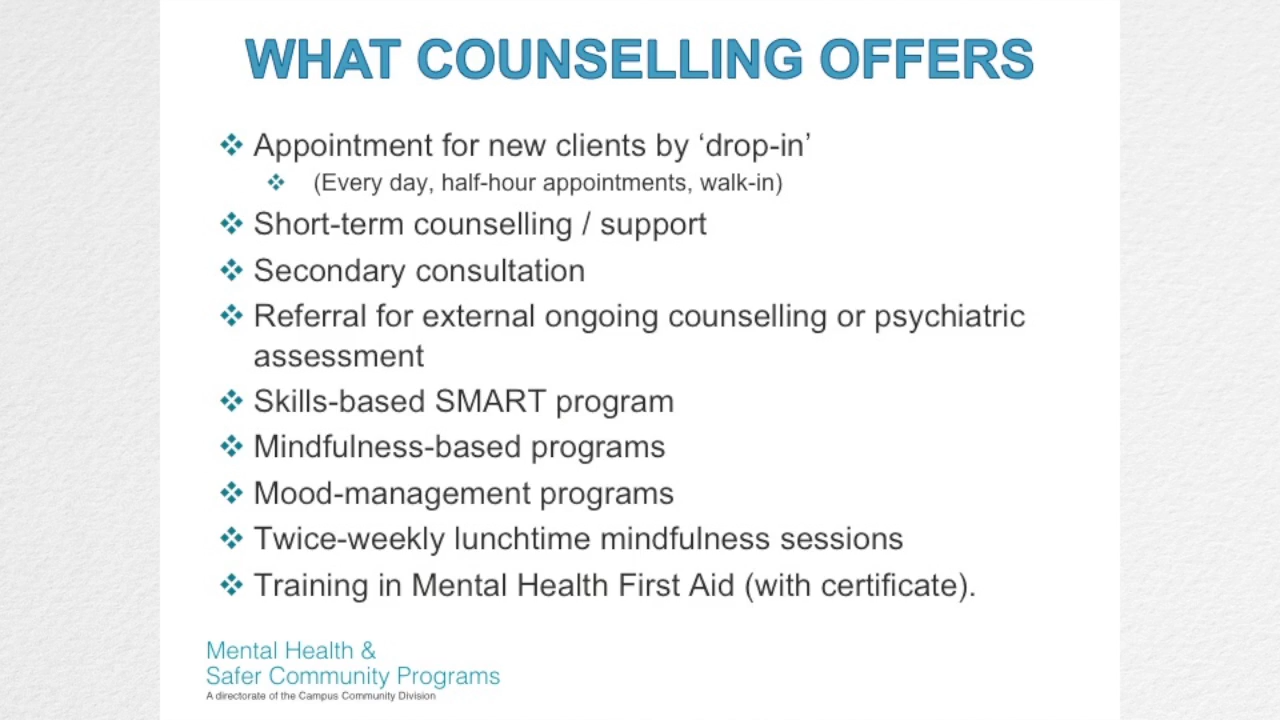 WHAT COUNSELLING OFFERS
Appointment for new clients by ‘drop-in’
(Every day, half-hour appointments, walk-in)
Short-term counselling / support
Secondary consultation
Referral for external ongoing counselling or psychiatric
assessment
Skills-based SMART program
Mindfulness-based programs
Mood-management programs
Twice-weekly lunchtime mindfulness sessions
Training in Mental Health First Aid (with certificate).
Mental Health &
Safer Community Programs
A directorate of the Campus Community Division